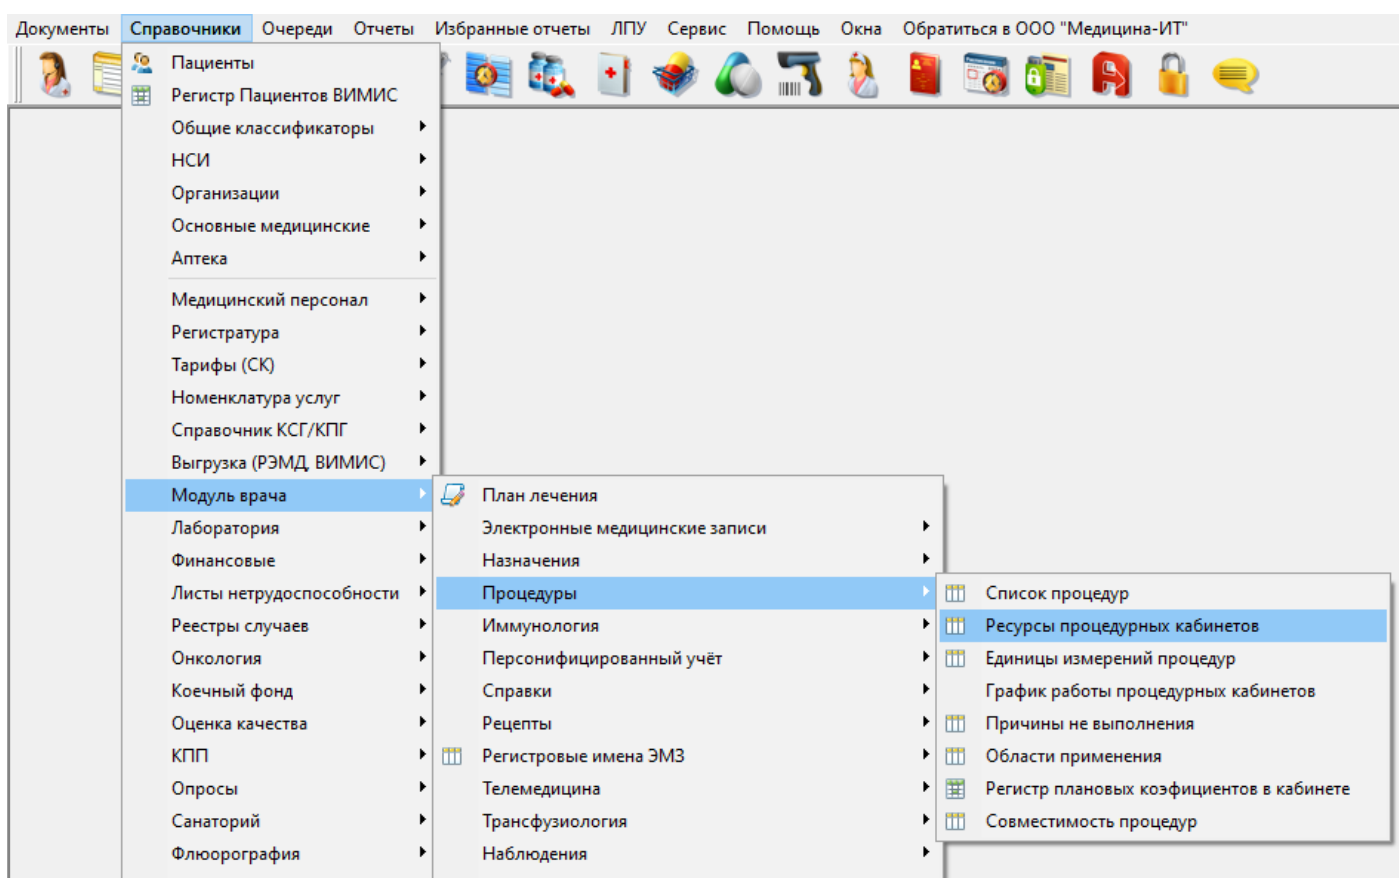 Документы Справочники Очереди Отчеты Избранные отчеты ЛПУ Сервис Помощь Окна Обратиться в ООО "Медицина-ИТ"
Пациенты
Регистр Пациентов ВИМИС
Общие классификаторы
НСИ
Организации
Основные медицинские
Аптека
Медицинский персонал
Регистратура
Тарифы (СК)
Номенклатура услуг
Справочник КСГ/КПГ
Выгрузка (РЭМД, ВИМИС)
Модуль врача
Лаборатория
Финансовые
Листы нетрудоспособности
Реестры случаев
Онкология
Коечный фонд
Оценка качества
КПП
Опросы
Санаторий
Флюорография
План лечения
Электронные медицинские записи
Назначения
Процедуры
Иммунология
Персонифицированный учёт
Справки
Рецепты
Регистровые имена ЭМЗ
Телемедицина
Трансфузиология
Наблюдения
Список процедур
Ресурсы процедурных кабинетов
Единицы измерений процедур
График работы процедурных кабинетов
Причины не выполнения
Области применения
Регистр плановых коэфициентов в кабинете
Совместимость процедур